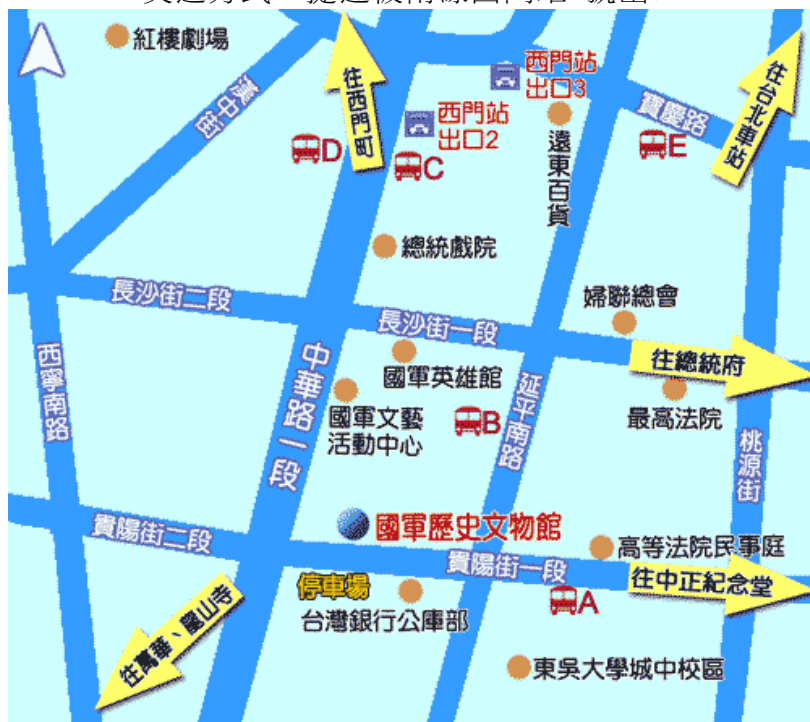 紅樓劇場
往西門町
西門站
出口3
往台北車站
漢中街
西門站
出口2
寶慶路
D
C
E
遠東百貨
總統戲院
長沙街二段
婦聯總會
長沙街一段
往總統府
西寧南路
中華路一段
國軍英雄館
延平南路
最高法院
國軍文藝
活動中心
B
桃源街
貴陽街二段
國軍歷史文物館
高等法院民事庭
貴陽街一段
停車場
往中正紀念堂
台灣銀行公庫部
A
往萬華、龍山寺
東吳大學城中校區